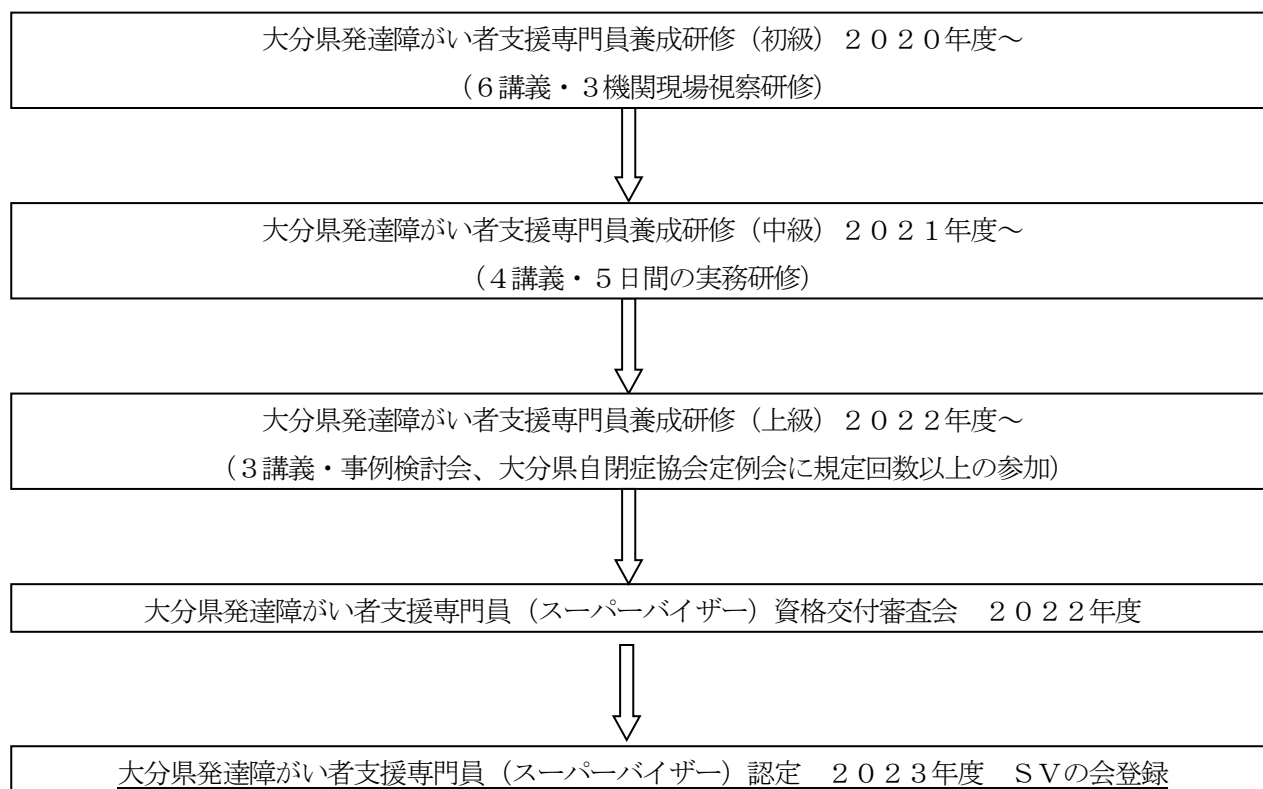 大分県発達障がい者支援専門員養成研修（初級）２０２０年度～
（６講義・３機関現場視察研修）
大分県発達障がい者支援専門員養成研修（中級）２０２１年度～
（４講義・５日間の実務研修）
大分県発達障がい者支援専門員養成研修（上級）２０２２年度～
（３講義・事例検討会、大分県自閉症協会定例会に規定回数以上の参加）
大分県発達障がい者支援専門員（スーパーバイザー）資格交付審査会　２０２２年度
大分県発達障がい者支援専門員（スーパーバイザー）認定　２０２３年度　ＳＶの会登録